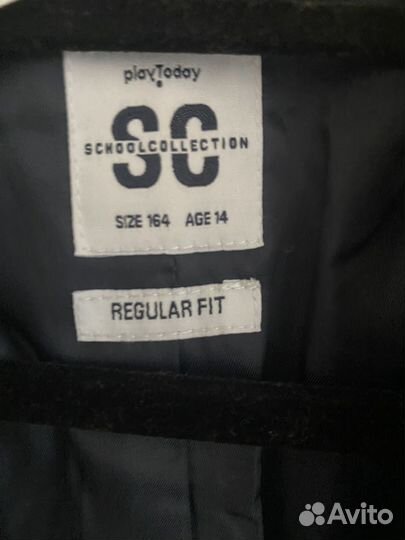 playToday
SC
SCHOOLCOLLECTION
SIZE 164 AGE 14
REGULAR FIT
Avito